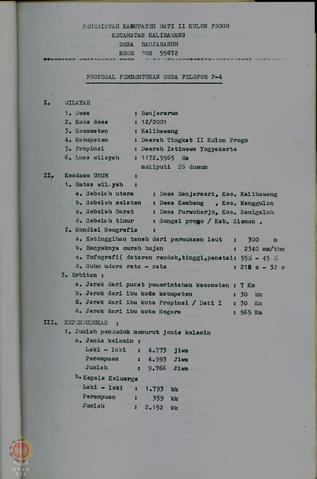 PEMERINTAH KABUPATEN DATI II KULON PROGO
KECAMATAN KALIBAWANG
DESA BANJARARUM
KODE POS 55672
PROPOSAL PEMBENTUKAN DESA PELOPOR P-4
I. WILAYAH
1. Desa : Banjararum
2. Kode desa : 12/2001
3. Kecamatan : Kalibawang
4. Kabupaten : Daerah Tingkat II Kulon Progo
5. Propinsi : Daerah Istimewa Yogyakarta
6. Luas wilayah : 1172.5565 Ha
meliputi 26 dusun
II. Keadaan UMUM :
1. Batas wilayah :
a. Sebelah utara : Desa Banjarasri, Kec. Kalibawang
b. Sebelah selatan : Desa Kembang , Kec. Nanggulan
c. Sebelah Barat : Desa Purwoharjo, Kec. Samigaluh
d. Sebelah timur : Sungai progo / Kab. Sleman .
2. Kondisi Geografis :
a. Ketinggihan tanah dari permukaan laut : 300 m
b. Banyaknya curah hujan : 2340 mm/thn
c. Tofografi( dataran rendah,tinggi,pantai: 55% - 45 %
d. Suhu udara rata - rata : c - 32 c
3. Orbitan :
a. Jarak dari pusat pemerintahan kecamatan : 7 Km
b. Jarak dari ibu kota kabupaten : 30 km
c. Jarak dari ibu kota Propinsi / Dati I : 30 Km
d. Jarak dari ibu kota Negara : 565 Km
III. KEPENDUDUKAN :
1. Jumlah penduduk menurut jenis kelamin
a. Jenis kelamin :
Laki - laki : 4.773 jiwa
Perempuan : 4.993 Jiwa
Jumlah : 9.766 Jiwa
b. Kepala Keluarga
Laki - laki : 1.793 kk
Perempuan : 359 kk
Jumlah : 2.152 kk